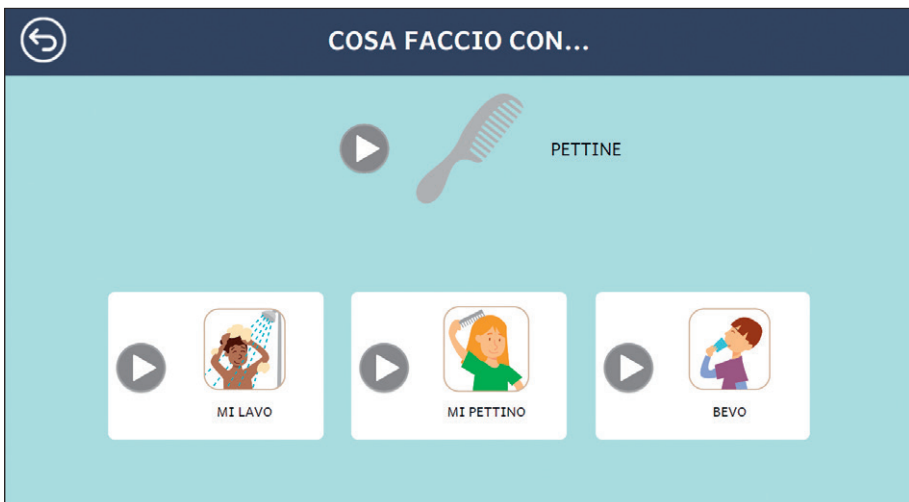 COSA FACCIO CON...
PETTINE
MI LAVO
MI PETTINO
BEVO